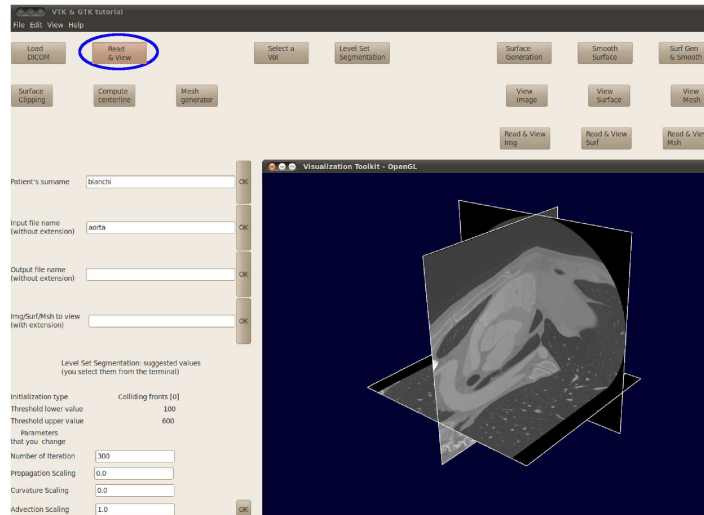 VTK & GTK tutorial
File Edit View Help
Load DICOM
Read & View
Select a VoI
Level Set Segmentation
Surface Generation
Smooth Surface
Surf Gen & Smooth
Surface Clipping
Compute centerline
Mesh generator
View Image
View Surface
View Mesh
Read & View Img
Read & View Surf
Read & View Msh
Visualization Toolkit - OpenGL
Patient's surname
bianchi
OK
Input file name
(without extension)
aorta
OK
Output file name
(without extension)
OK
Img/Surf/Msh to view
(with extension)
OK
Level Set Segmentation: suggested values
(you select them from the terminal)
Initialization type Colliding fronts [0]
Threshold lower value 100
Threshold upper value 600
Parameters
that you change
Number of Iteration 300
Propagation Scaling 0.0
Curvature Scaling 0.0
Advection Scaling 1.0 OK